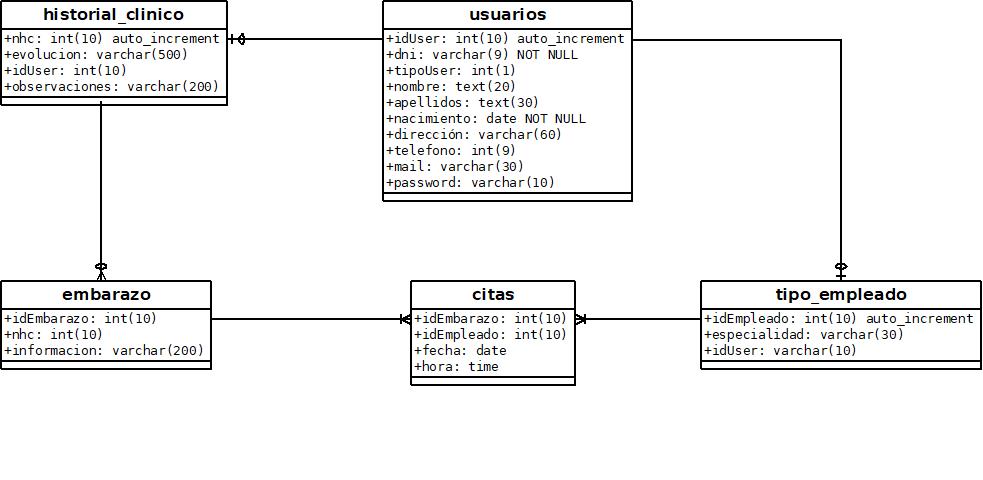 historial_clinico
+nhc: int(10) auto_increment
+evolucion: varchar(500)
+idUser: int(10)
+observaciones: varchar(200)
usuarios
+idUser: int(10) auto_increment
+dni: varchar(9) NOT NULL
+tipoUser: int(1)
+nombre: text(20)
+apellidos: text(30)
+nacimiento: date NOT NULL
+dirección: varchar(60)
+telefono: int(9)
+mail: varchar(30)
+password: varchar(10)
embarazo
+idEmbarazo: int(10)
+nhc: int(10)
+informacion: varchar(200)
citas
+idEmbarazo: int(10)
+idEmpleado: int(10)
+fecha: date
+hora: time
tipo_empleado
+idEmpleado: int(10) auto_increment
+especialidad: varchar(30)
+idUser: varchar(10)